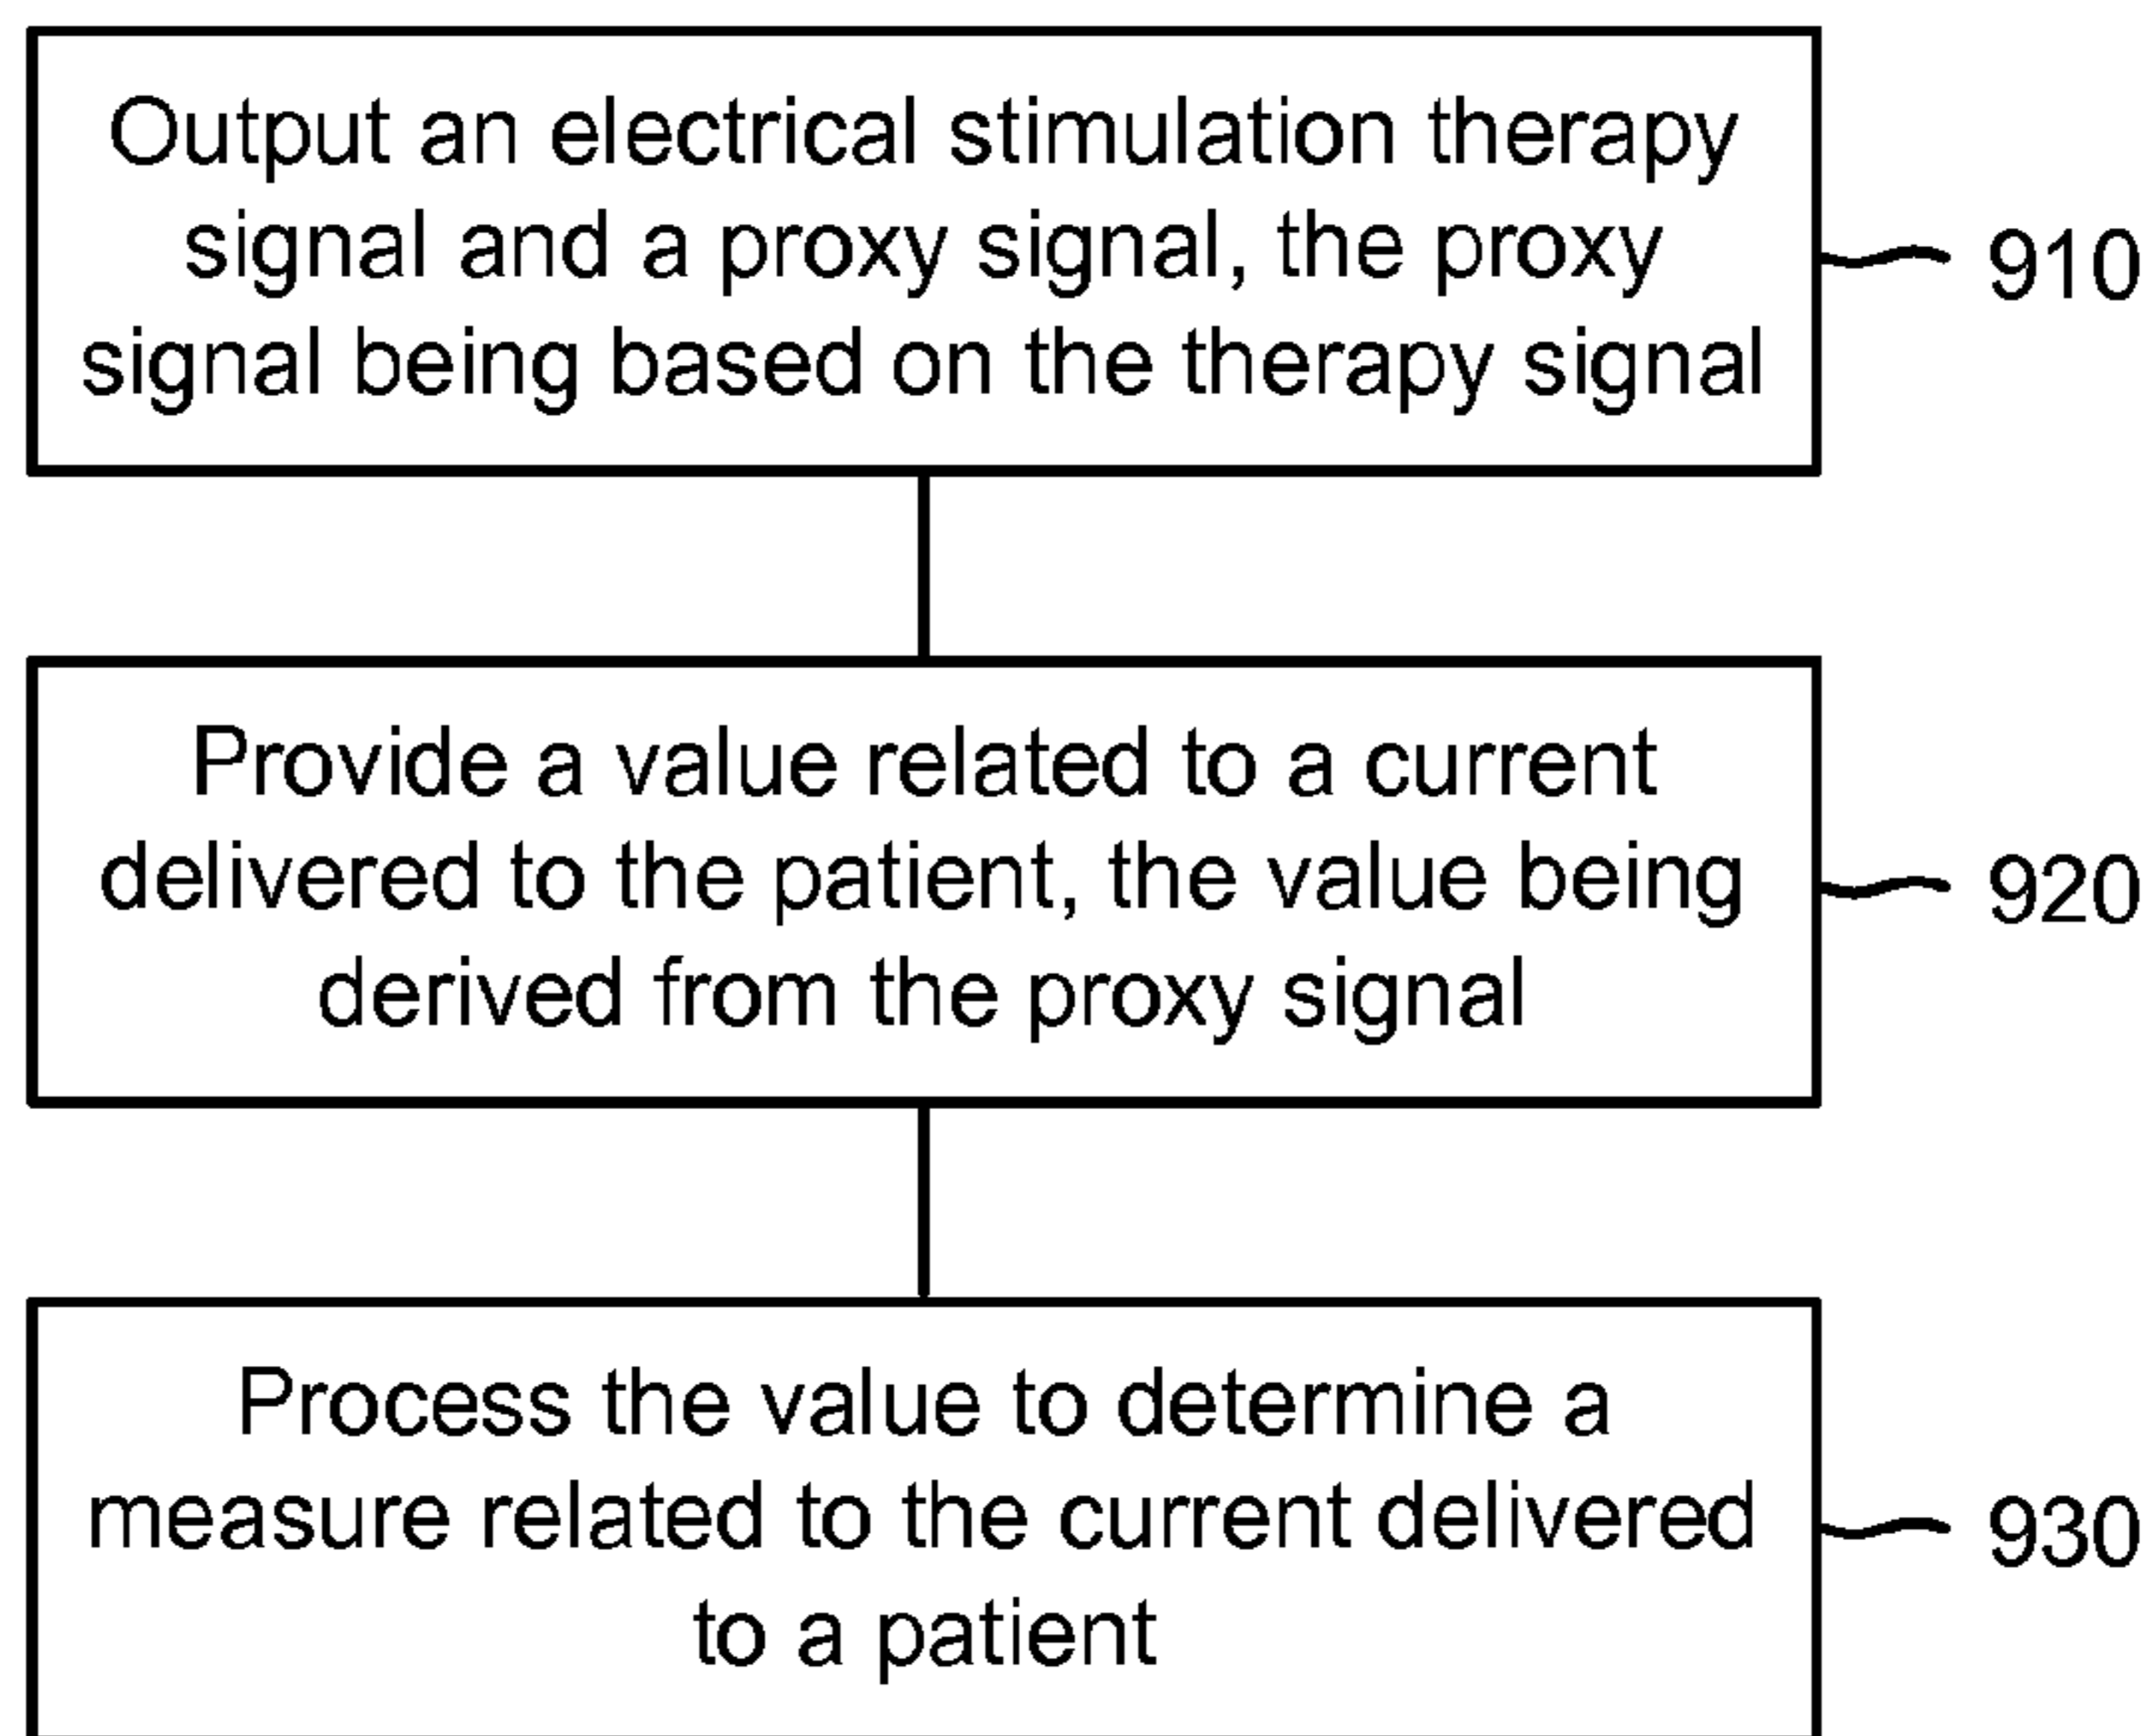 Output an electrical stimulation therapy
signal and a proxy signal, the proxy
signal being based on the therapy signal
910
Provide a value related to a current
delivered to the patient, the value being
derived from the proxy signal
920
Process the value to determine a
measure related to the current delivered
to a patient
930